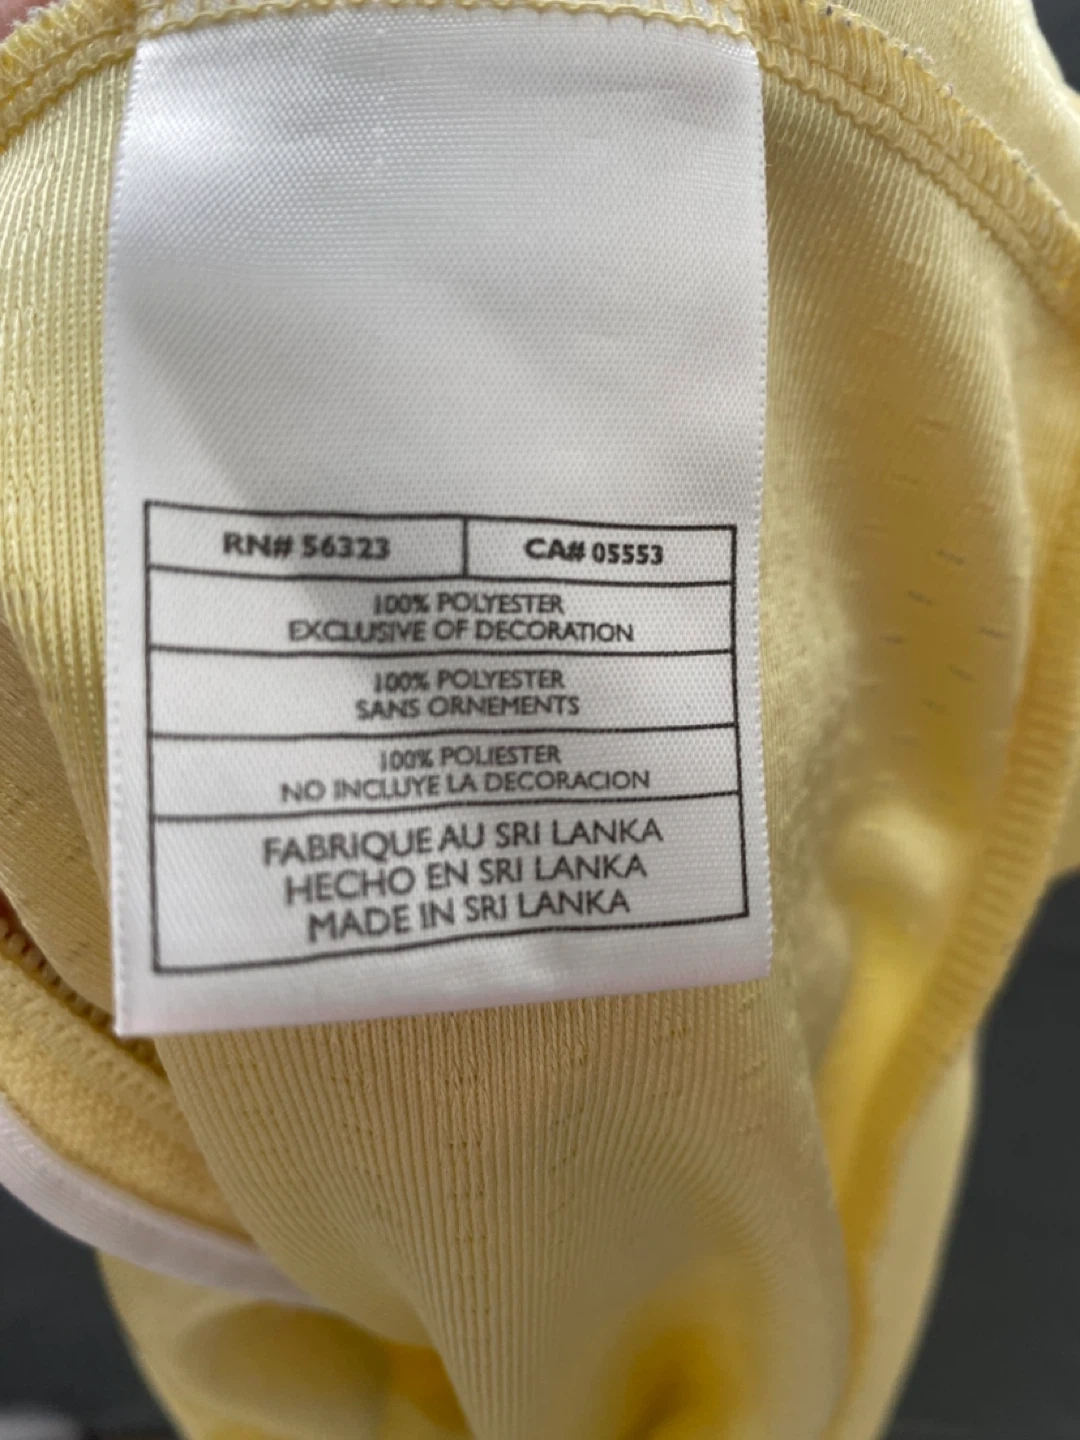 RN# 56323 CA# 05553
100% POLYESTER
EXCLUSIVE OF DECORATION
100% POLYESTER
SANS ORNEMENTS
100% POLIESTER
NO INCLUYE LA DECORACION
FABRIQUE AU SRI LANKA
HECHO EN SRI LANKA
MADE IN SRI LANKA